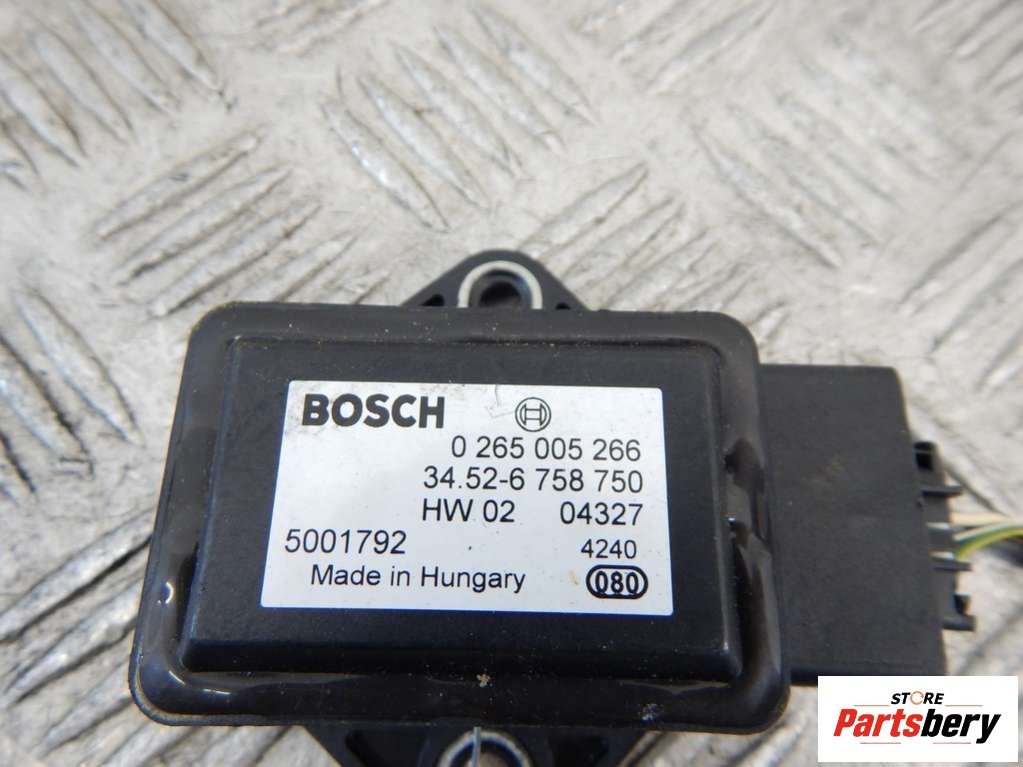 BOSCH
0 265 005 266
34.52-6 758 750
HW 02 04327
5001792 4240
Made in Hungary 080
STORE
Partsbery